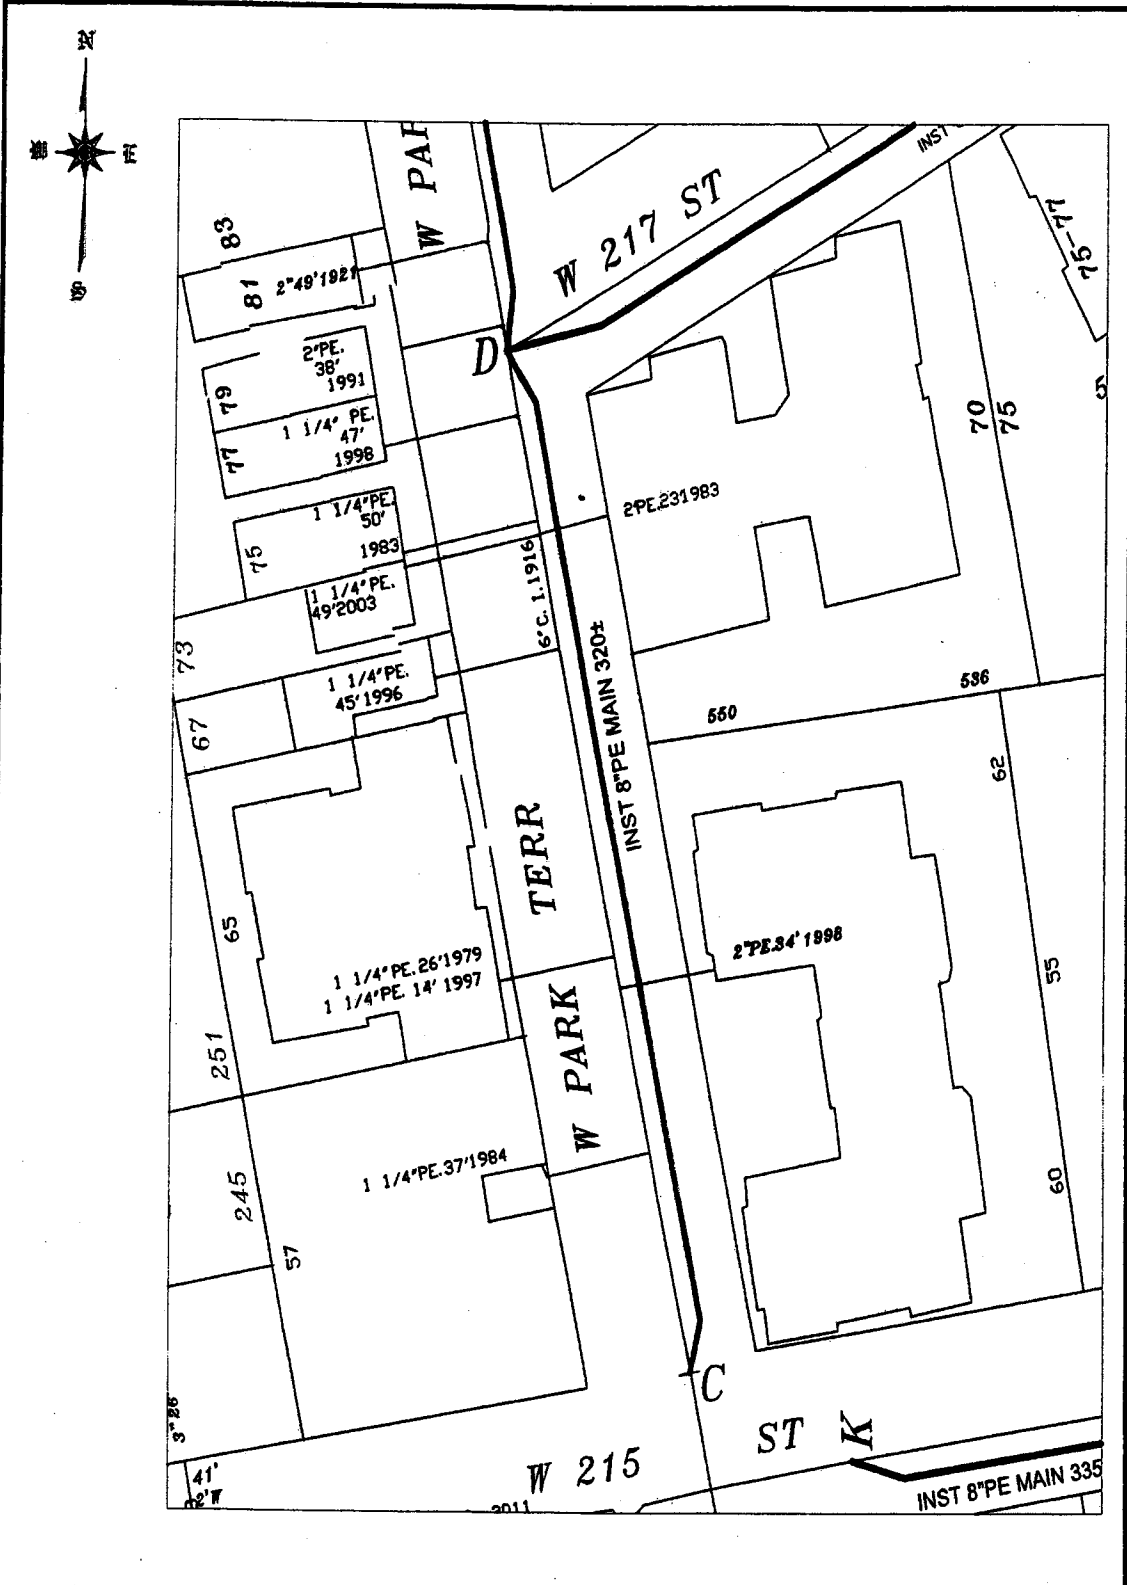 N
E
S
W PAR
INST
W 217 ST
83
81
2"49'1921
75-77
D
2"PE.
38'
1991
79
1 1/4" PE.
47'
1998
77
5
70
75
1 1/4"PE.
50'
1983
75
2PE.231983
6"C. I.1916
1 1/4"PE.
49'2003
73
INST 8"PE MAIN 320±
1 1/4"PE.
45'1996
67
536
550
62
TERR
65
1 1/4"PE.26'1979
1 1/4"PE. 14' 1997
2"PE.34' 1998
55
W PARK
251
1 1/4"PE.37'1984
245
60
57
C
3"26
ST
K
W 215
41'
2'W
INST 8"PE MAIN 335